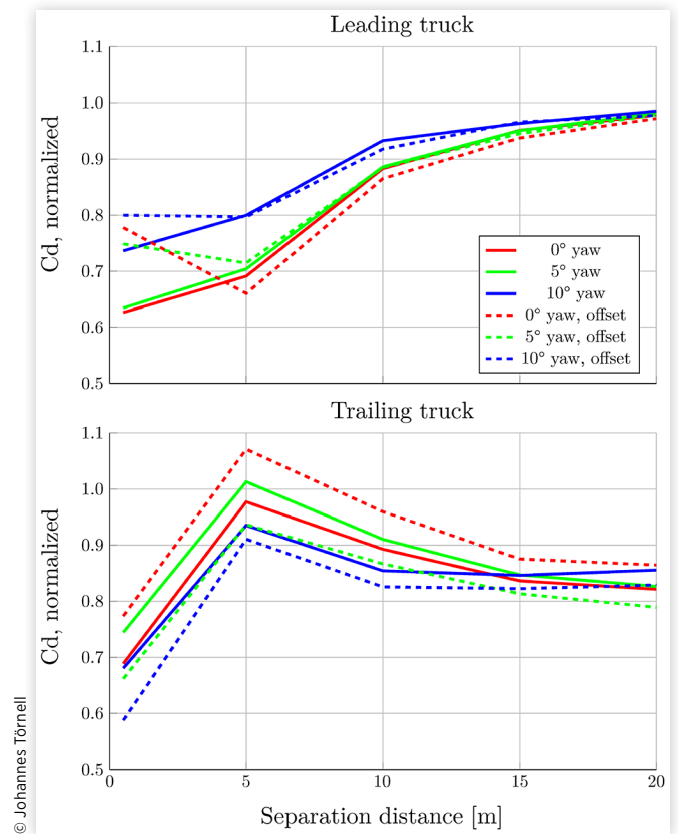 Leading truck
Cd, normalized
1.1
1.0
0.9
0.8
0.7
0.6
0.5
0° yaw
5° yaw
10° yaw
0° yaw, offset
5° yaw, offset
10° yaw, offset
Trailing truck
Cd, normalized
1.1
1.0
0.9
0.8
0.7
0.6
0.5
0 5 10 15 20
Separation distance [m]
© Johannes Törnell